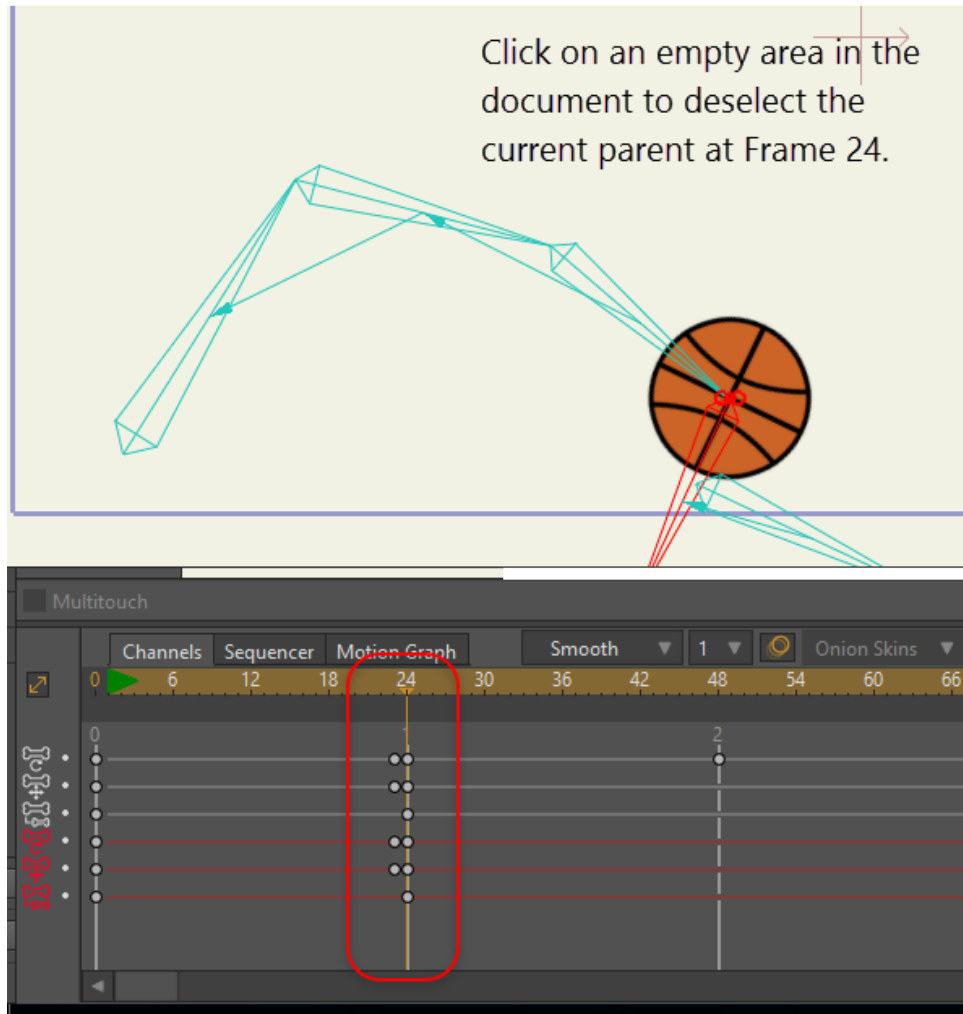 Click on an empty area in the
document to deselect the
current parent at Frame 24.
Multitouch
Channels Sequencer Motion Graph Smooth 1 Onion Skins
0 6 12 18 24 30 36 42 48 54 60 66
0 1 2